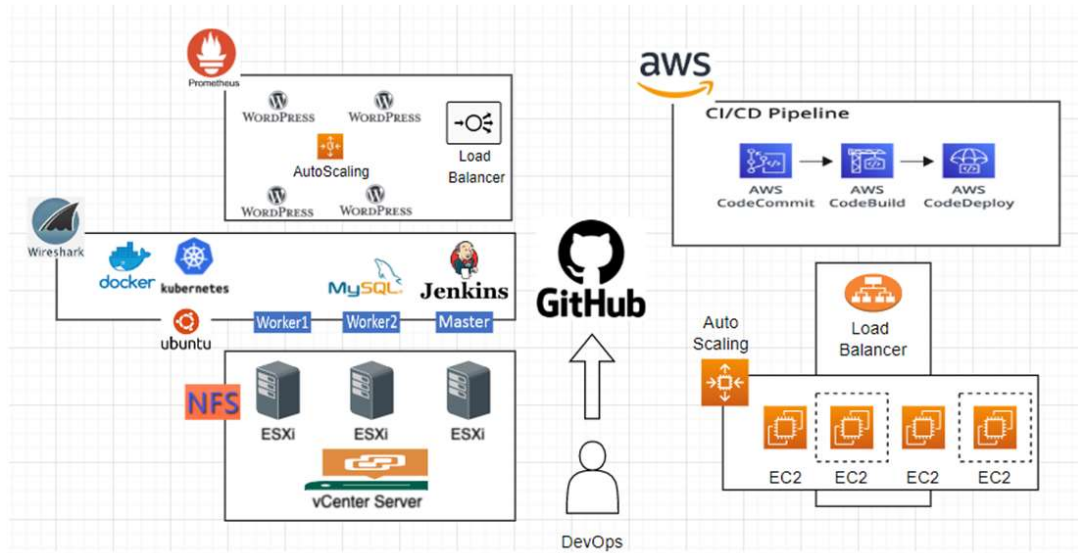 Prometheus
WORDPRESS
WORDPRESS
AutoScaling
Load
Balancer
WORDPRESS
WORDPRESS
Wireshark
docker
kubernetes
MySQL
Jenkins
ubuntu
Worker1
Worker2
Master
NFS
ESXi
ESXi
ESXi
vCenter Server
GitHub
DevOps
aws
CI/CD Pipeline
AWS
CodeCommit
AWS
CodeBuild
AWS
CodeDeploy
Load
Balancer
Auto
Scaling
EC2
EC2
EC2
EC2